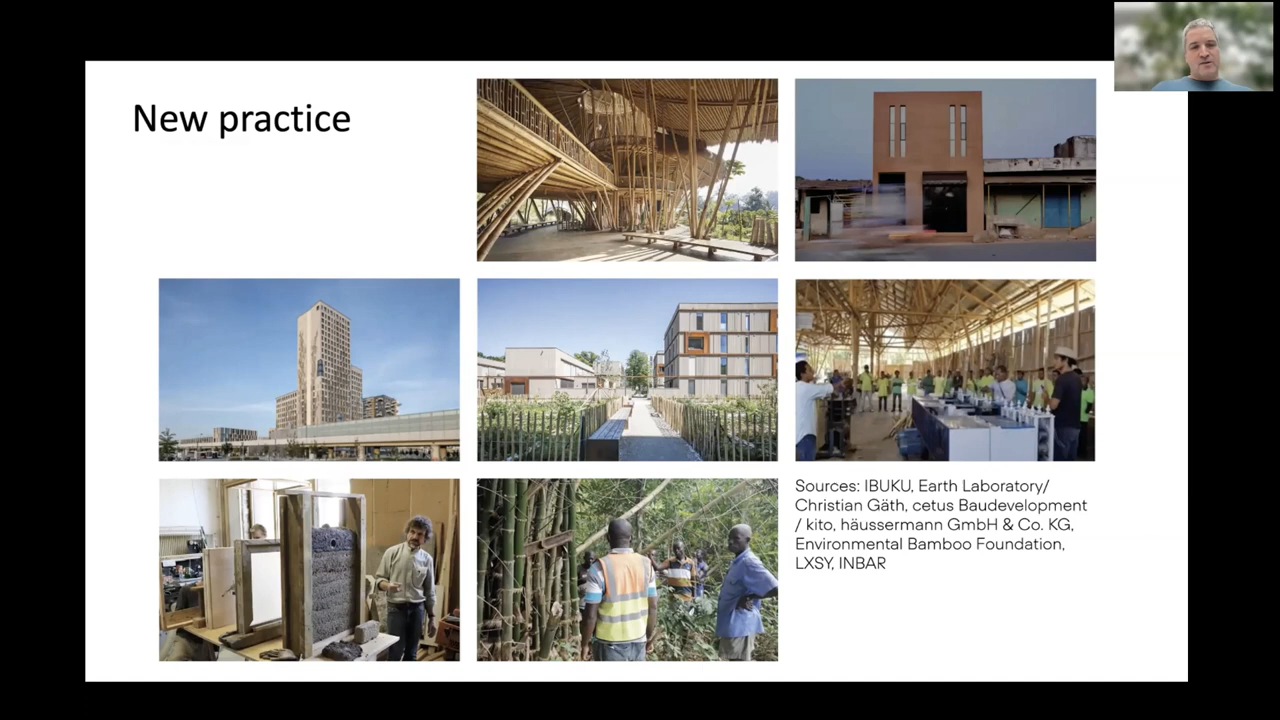 New practice
Sources: IBUKU, Earth Laboratory/
Christian Gäth, cetus Baudevelopment
/ kito, häussermann GmbH & Co. KG,
Environmental Bamboo Foundation,
LXSY, INBAR